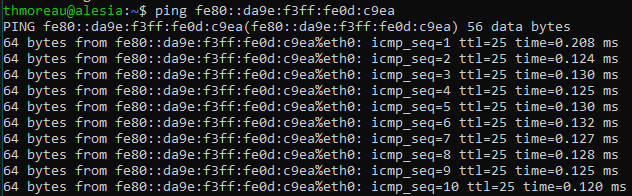 thmoreau@alesia:~$ ping fe80::da9e:f3ff:fe0d:c9ea
PING fe80::da9e:f3ff:fe0d:c9ea(fe80::da9e:f3ff:fe0d:c9ea) 56 data bytes
64 bytes from fe80::da9e:f3ff:fe0d:c9ea%eth0: icmp_seq=1 ttl=25 time=0.208 ms
64 bytes from fe80::da9e:f3ff:fe0d:c9ea%eth0: icmp_seq=2 ttl=25 time=0.124 ms
64 bytes from fe80::da9e:f3ff:fe0d:c9ea%eth0: icmp_seq=3 ttl=25 time=0.130 ms
64 bytes from fe80::da9e:f3ff:fe0d:c9ea%eth0: icmp_seq=4 ttl=25 time=0.125 ms
64 bytes from fe80::da9e:f3ff:fe0d:c9ea%eth0: icmp_seq=5 ttl=25 time=0.130 ms
64 bytes from fe80::da9e:f3ff:fe0d:c9ea%eth0: icmp_seq=6 ttl=25 time=0.132 ms
64 bytes from fe80::da9e:f3ff:fe0d:c9ea%eth0: icmp_seq=7 ttl=25 time=0.127 ms
64 bytes from fe80::da9e:f3ff:fe0d:c9ea%eth0: icmp_seq=8 ttl=25 time=0.128 ms
64 bytes from fe80::da9e:f3ff:fe0d:c9ea%eth0: icmp_seq=9 ttl=25 time=0.125 ms
64 bytes from fe80::da9e:f3ff:fe0d:c9ea%eth0: icmp_seq=10 ttl=25 time=0.120 ms